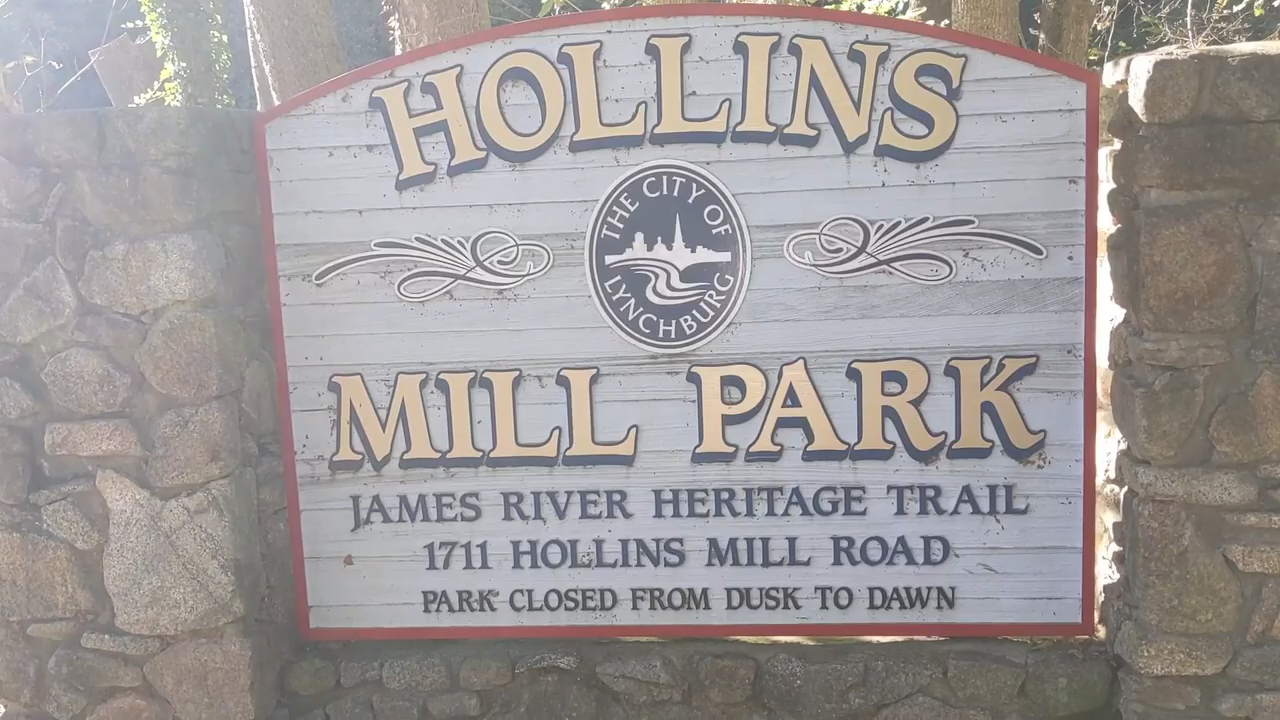 HOLLINS
THE CITY OF
LYNCHBURG
MILL PARK
JAMES RIVER HERITAGE TRAIL
1711 HOLLINS MILL ROAD
PARK CLOSED FROM DUSK TO DAWN